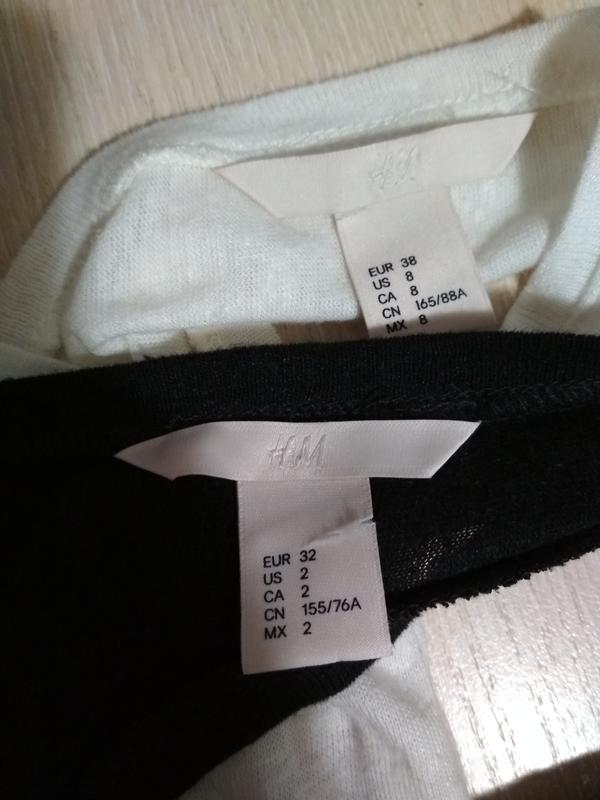 H&M
EUR 38
US 8
CA 8
CN 165/88A
MX 8
H&M
EUR 32
US 2
CA 2
CN 155/76A
MX 2